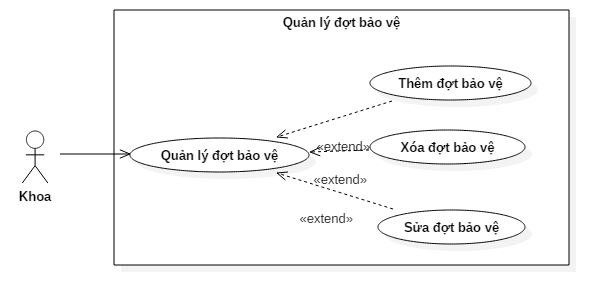 Quản lý đợt bảo vệ
Thêm đợt bảo vệ
«extend»
Xóa đợt bảo vệ
Quản lý đợt bảo vệ
«extend»
Khoa
«extend»
Sửa đợt bảo vệ